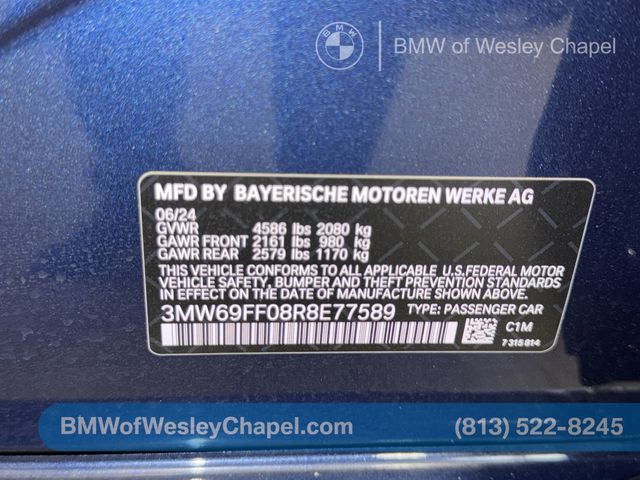 BMW
BMW of Wesley Chapel
MFD BY BAYERISCHE MOTOREN WERKE AG
06/24
GVWR 4586 lbs 2080 kg
GAWR FRONT 2161 lbs 980 kg
GAWR REAR 2579 lbs 1170 kg
THIS VEHICLE CONFORMS TO ALL APPLICABLE U.S.FEDERAL MOTOR
VEHICLE SAFETY, BUMPER AND THEFT PREVENTION STANDARDS
IN EFFECT ON THE DATE OF MANUFACTURE SHOWN ABOVE.
3MW69FF08R8E77589 TYPE: PASSENGER CAR
C1M
7315814
BMWofWesleyChapel.com
(813) 522-8245